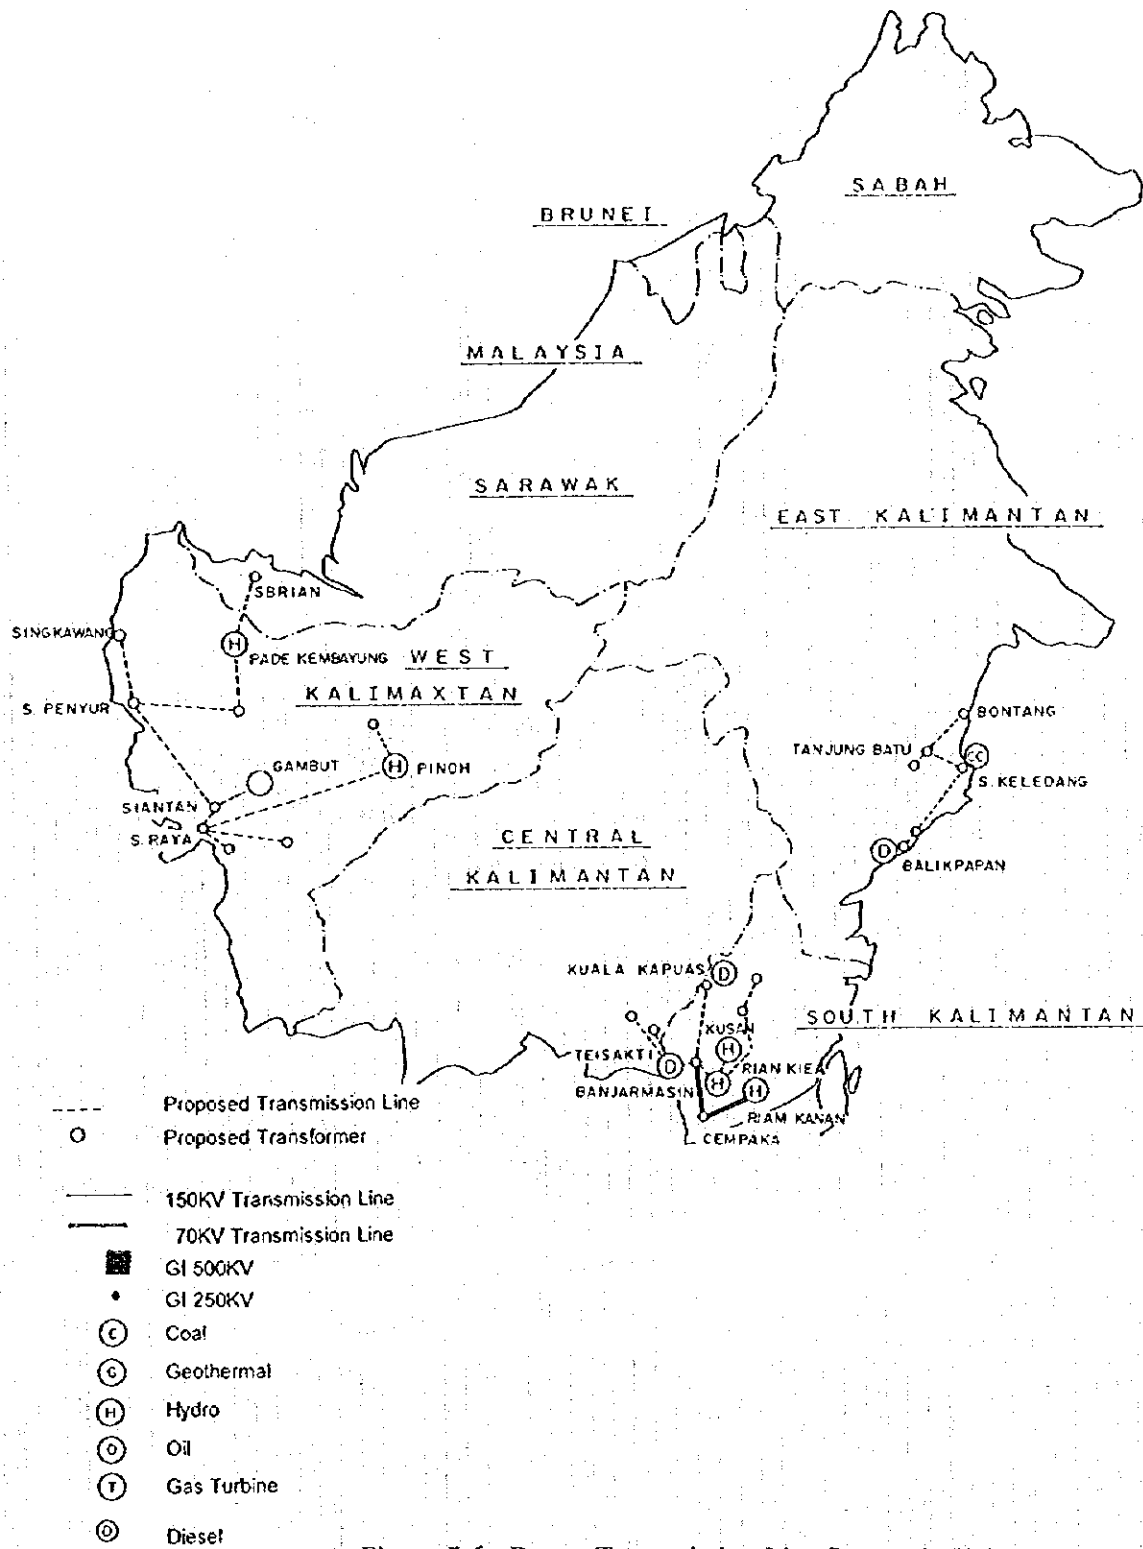 SABAH
BRUNEI
MALAYSIA
SARAWAK
EAST KALIMANTAN
SBRIAN
SINGKAWANG
H
PADE KEMBAYUNG
WEST
KALIMAXTAN
S. PENYUR
BONTANG
TANJUNG BATU
S. KELEDANG
GAMBUT
H
PINOH
SIANTAN
S. RAYA
CENTRAL
KALIMANTAN
D
BALIKPAPAN
KUALA KAPUAS
D
SOUTH KALIMANTAN
KUSAN
H
TEISAKTI
D
RIAN KIEA
H
BANJARMASIN
H
RIAM KANAN
CEMPAKA
Proposed Transmission Line
Proposed Transformer
150KV Transmission Line
70KV Transmission Line
GI 500KV
GI 250KV
C Coal
G Geothermal
H Hydro
O Oil
T Gas Turbine
D Diesel